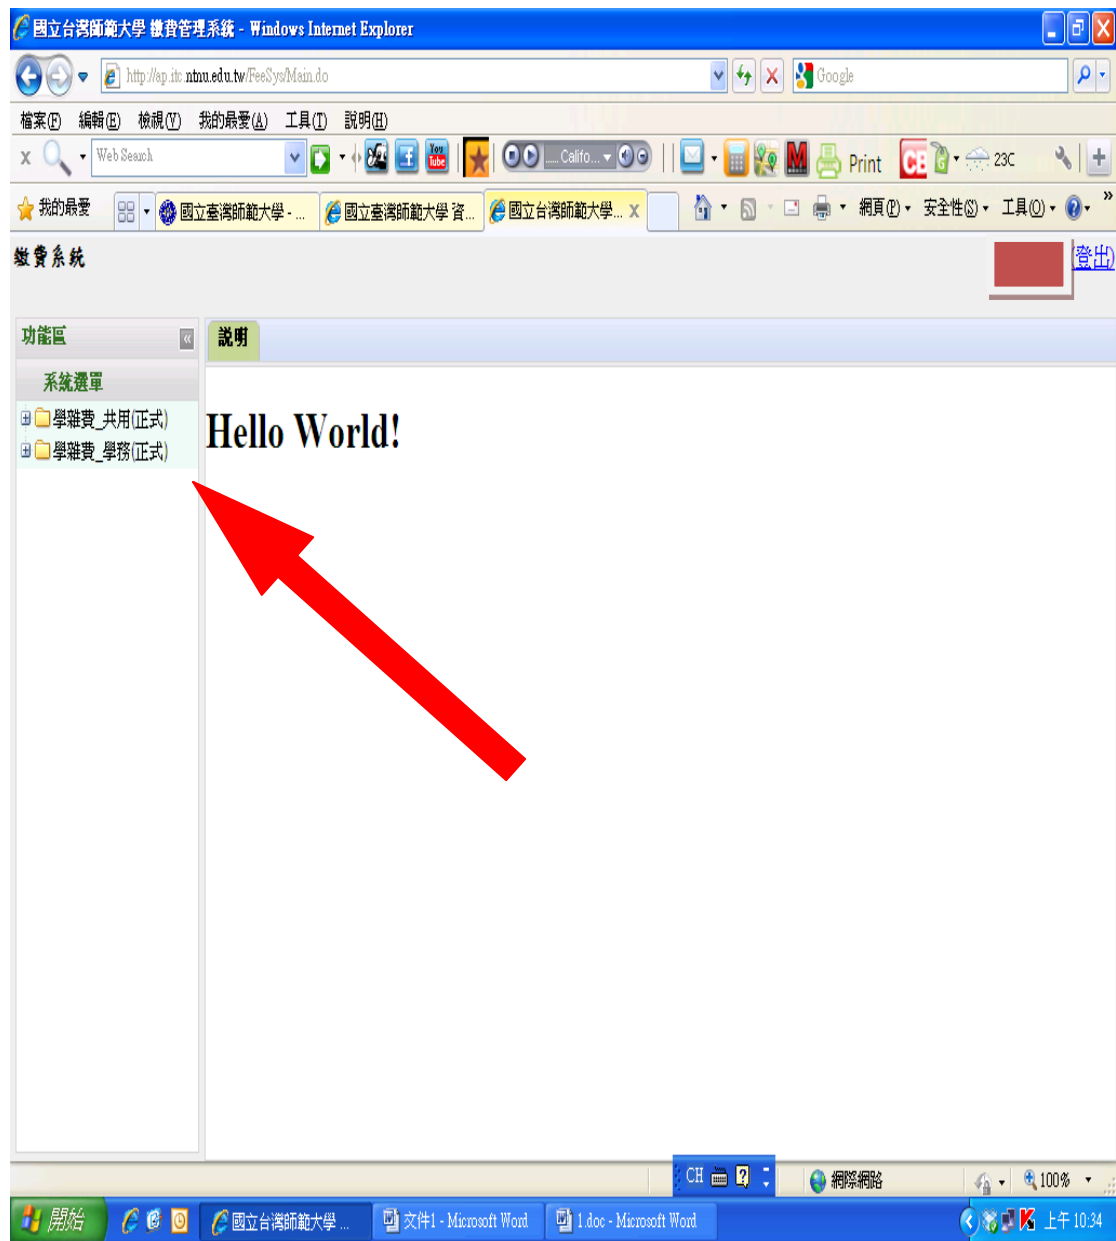 國立台灣師範大學 繳費管理系統 - Windows Internet Explorer
http://ap.itc.ntnu.edu.tw/FeeSys/Main.do
Google
檔案(F) 編輯(E) 檢視(V) 我的最愛(A) 工具(T) 說明(H)
x Web Search You Tube ..... Califo... M Print CE 23C
我的最愛 國立臺灣師範大學 - ... 國立臺灣師範大學 資... 國立台灣師範大學... X 網頁(P) 安全性(S) 工具(O) »
繳費系統
(登出)
功能區 « 說明
系統選單
學雜費_共用(正式)
學雜費_學務(正式)
Hello World!
CH 網際網路 100%
開始 國立台灣師範大學 ... 文件1 - Microsoft Word 1.doc - Microsoft Word 上午 10:34